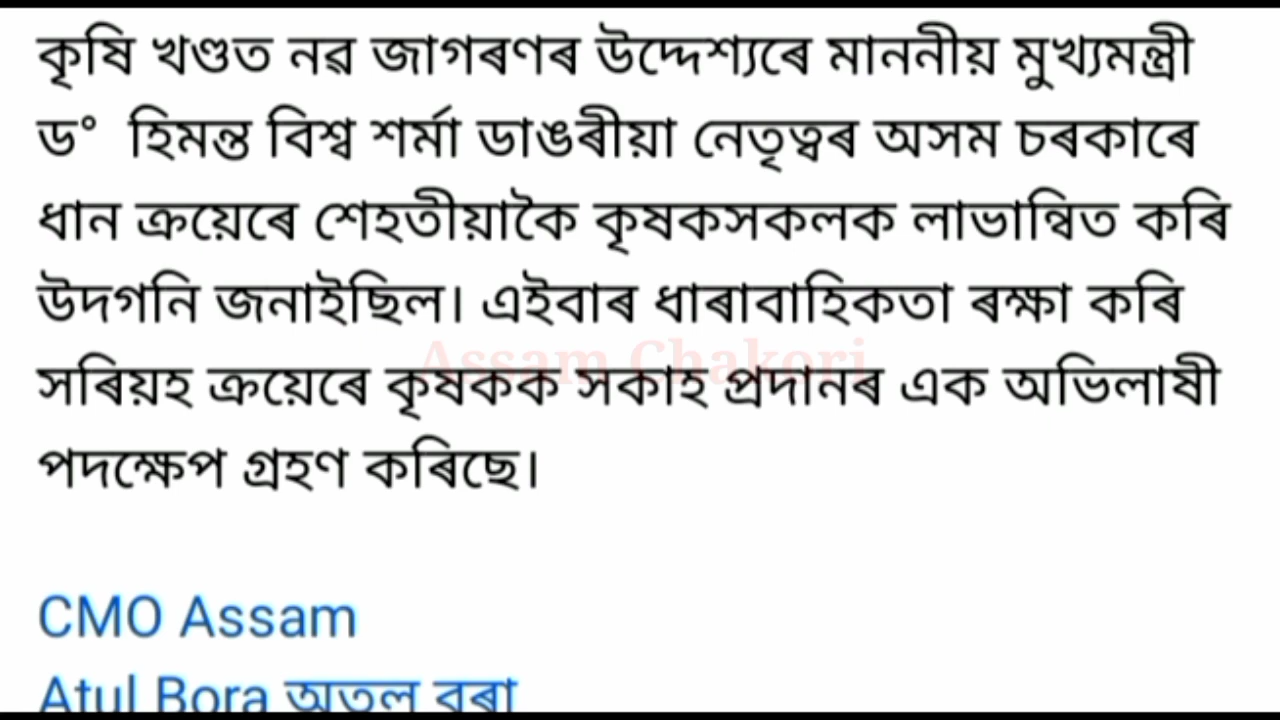 কৃষি খণ্ডত নৱ জাগৰণৰ উদ্দেশ্যৰে মাননীয় মুখ্যমন্ত্ৰী
ড° হিমন্ত বিশ্ব শৰ্মা ডাঙৰীয়া নেতৃত্বৰ অসম চৰকাৰে
ধান ক্ৰয়েৰে শেহতীয়াকৈ কৃষকসকলক লাভান্বিত কৰি
উদগনি জনাইছিল। এইবাৰ ধাৰাবাহিকতা ৰক্ষা কৰি
Assam Chakori
সৰিয়হ ক্ৰয়েৰে কৃষকক সকাহ প্ৰদানৰ এক অভিলাষী
পদক্ষেপ গ্ৰহণ কৰিছে।
CMO Assam
Atul Bora অতুল বৰা